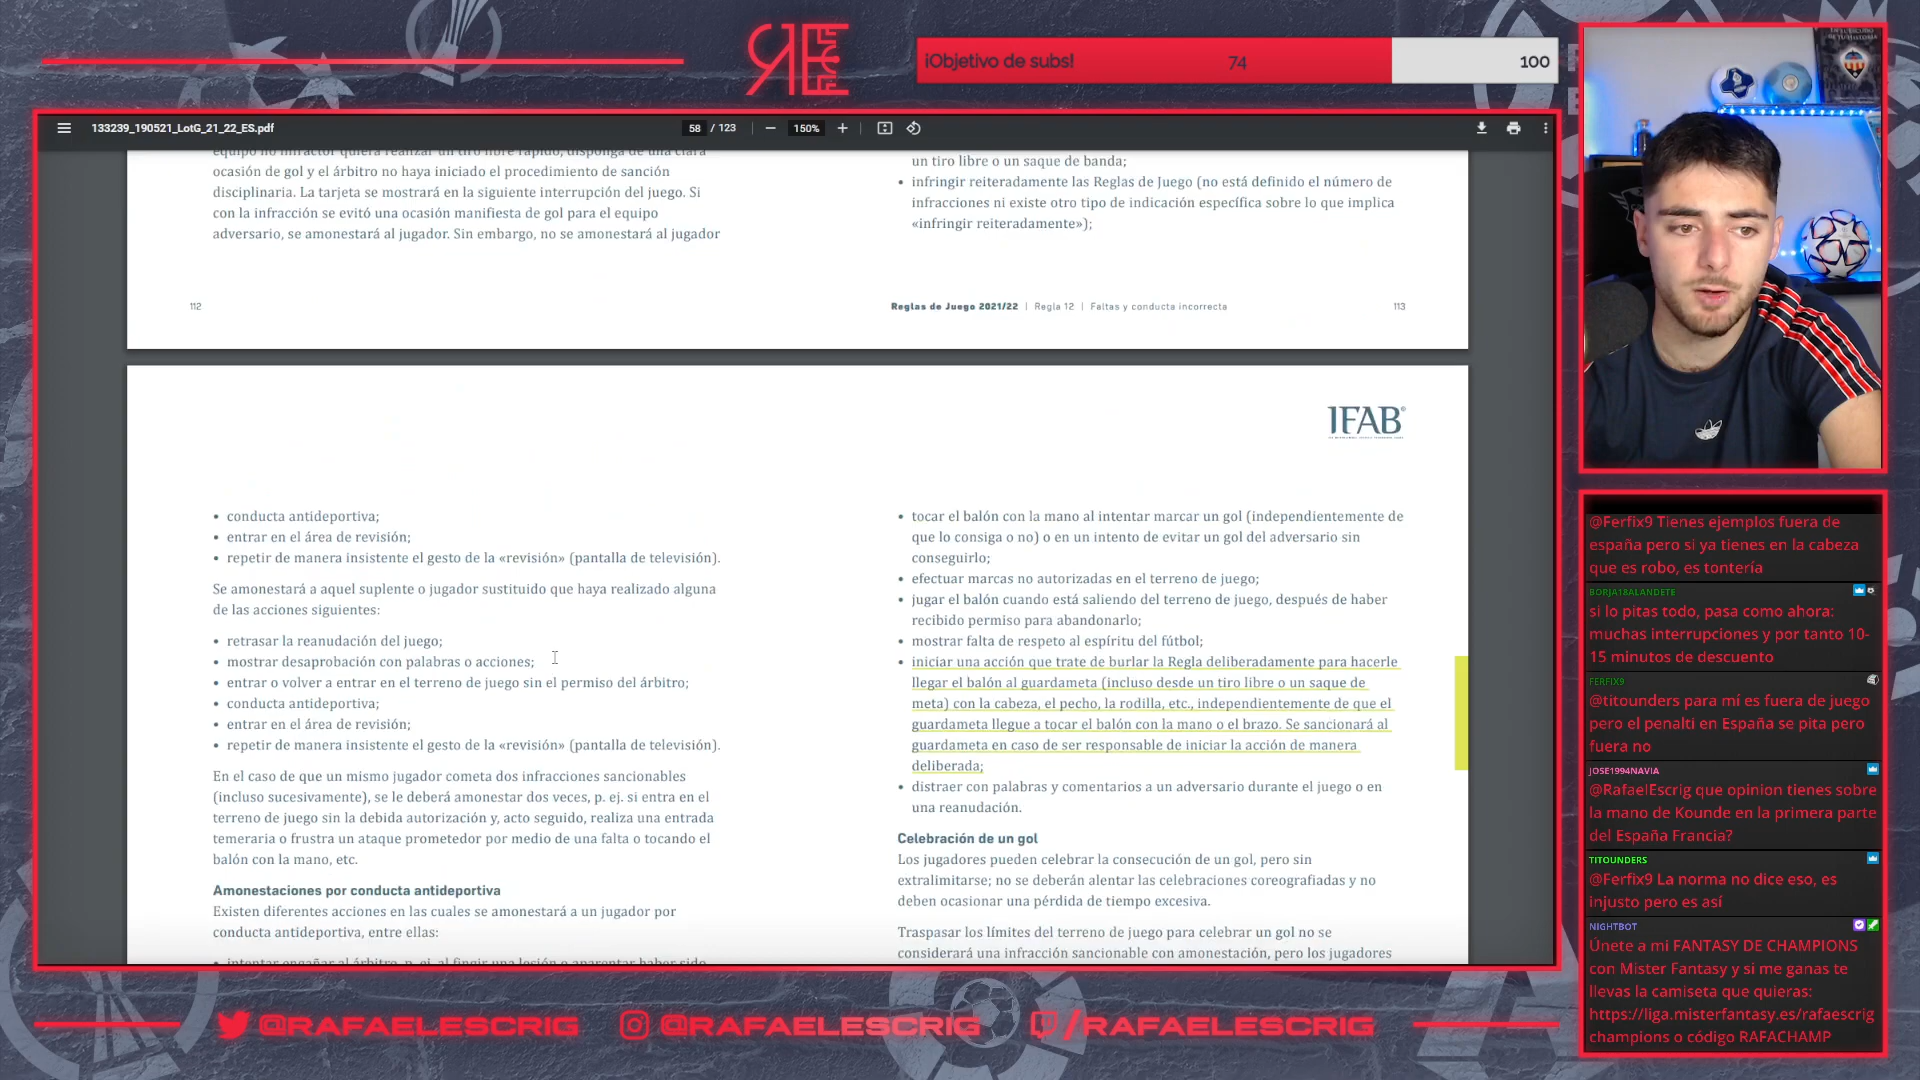 ¡Objetivo de subs!
74
100
133239_190521_LotG_21_22_ES.pdf
58 / 123
150%
equipo no infractor quiera realizar un tiro libre rápido, disponga de una clara
ocasión de gol y el árbitro no haya iniciado el procedimiento de sanción
disciplinaria. La tarjeta se mostrará en la siguiente interrupción del juego. Si
con la infracción se evitó una ocasión manifiesta de gol para el equipo
adversario, se amonestará al jugador. Sin embargo, no se amonestará al jugador
112
un tiro libre o un saque de banda;
• infringir reiteradamente las Reglas de Juego (no está definido el número de
infracciones ni existe otro tipo de indicación específica sobre lo que implica
«infringir reiteradamente»);
Reglas de Juego 2021/22 | Regla 12 | Faltas y conducta incorrecta
113
IFAB
• conducta antideportiva;
• entrar en el área de revisión;
• repetir de manera insistente el gesto de la «revisión» (pantalla de televisión).
Se amonestará a aquel suplente o jugador sustituido que haya realizado alguna
de las acciones siguientes:
• retrasar la reanudación del juego;
• mostrar desaprobación con palabras o acciones;
• entrar o volver a entrar en el terreno de juego sin el permiso del árbitro;
• conducta antideportiva;
• entrar en el área de revisión;
• repetir de manera insistente el gesto de la «revisión» (pantalla de televisión).
En el caso de que un mismo jugador cometa dos infracciones sancionables
(incluso sucesivamente), se le deberá amonestar dos veces, p. ej. si entra en el
terreno de juego sin la debida autorización y, acto seguido, realiza una entrada
temeraria o frustra un ataque prometedor por medio de una falta o tocando el
balón con la mano, etc.
Amonestaciones por conducta antideportiva
Existen diferentes acciones en las cuales se amonestará a un jugador por
conducta antideportiva, entre ellas:
• intentar engañar al árbitro, p. ej. al fingir una lesión o aparentar haber sido
• tocar el balón con la mano al intentar marcar un gol (independientemente de
que lo consiga o no) o en un intento de evitar un gol del adversario sin
conseguirlo;
• efectuar marcas no autorizadas en el terreno de juego;
• jugar el balón cuando está saliendo del terreno de juego, después de haber
recibido permiso para abandonarlo;
• mostrar falta de respeto al espíritu del fútbol;
• iniciar una acción que trate de burlar la Regla deliberadamente para hacerle
llegar el balón al guardameta (incluso desde un tiro libre o un saque de
meta) con la cabeza, el pecho, la rodilla, etc., independientemente de que el
guardameta llegue a tocar el balón con la mano o el brazo. Se sancionará al
guardameta en caso de ser responsable de iniciar la acción de manera
deliberada;
• distraer con palabras y comentarios a un adversario durante el juego o en
una reanudación.
Celebración de un gol
Los jugadores pueden celebrar la consecución de un gol, pero sin
extralimitarse; no se deberán alentar las celebraciones coreografiadas y no
deben ocasionar una pérdida de tiempo excesiva.
Traspasar los límites del terreno de juego para celebrar un gol no se
considerará una infracción sancionable con amonestación, pero los jugadores
@Ferfix9 Tienes ejemplos fuera de
españa pero si ya tienes en la cabeza
que es robo, es tontería
BORJA18ALANDETE
si lo pitas todo, pasa como ahora:
muchas interrupciones y por tanto 10-
15 minutos de descuento
FERFIX9
@titounders para mí es fuera de juego
pero el penalti en España se pita pero
fuera no
JOSE1994NAVIA
@RafaelEscrig que opinion tienes sobre
la mano de Kounde en la primera parte
del España Francia?
TITOUNDERS
@Ferfix9 La norma no dice eso, es
injusto pero es así
NIGHTBOT
Únete a mi FANTASY DE CHAMPIONS
con Mister Fantasy y si me ganas te
llevas la camiseta que quieras:
https://liga.misterfantasy.es/rafaescrig
champions o código RAFACHAMP
@RAFAELESCRIG
@RAFAELESCRIG
/RAFAELESCRIG